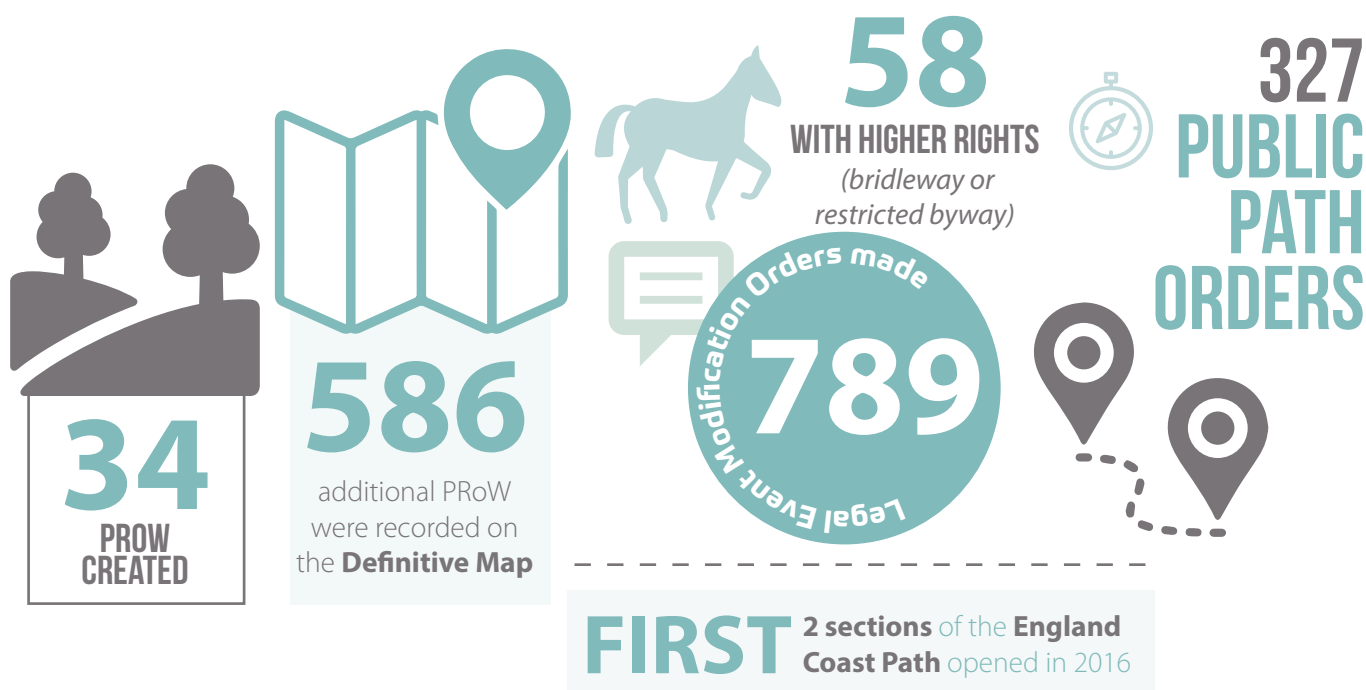 34
PROW
CREATED
586
additional PRoW
were recorded on
the Definitive Map
58
WITH HIGHER RIGHTS
(bridleway or
restricted byway)
Legal Event Modification Orders made
789
327
PUBLIC
PATH
ORDERS
FIRST 2 sections of the England
Coast Path opened in 2016